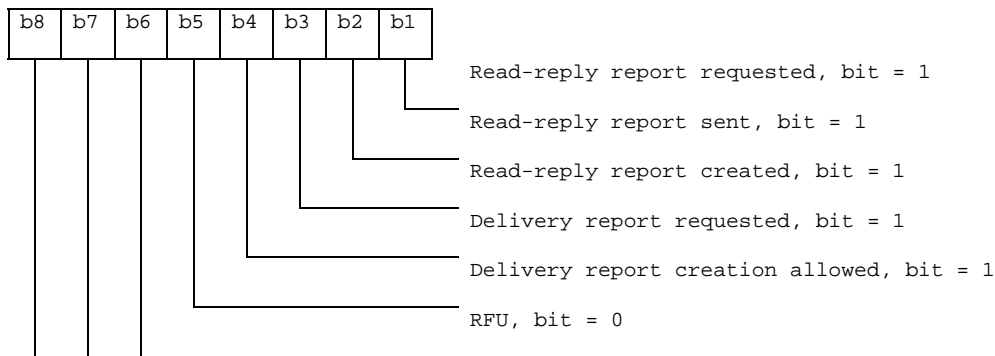 b8 b7 b6 b5 b4 b3 b2 b1
Read-reply report requested, bit = 1
Read-reply report sent, bit = 1
Read-reply report created, bit = 1
Delivery report requested, bit = 1
Delivery report creation allowed, bit = 1
RFU, bit = 0